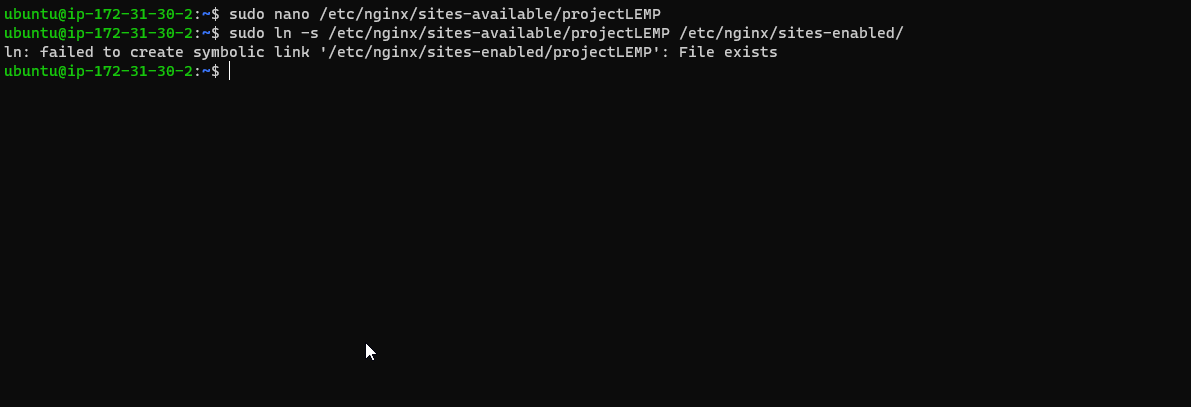 ubuntu@ip-172-31-30-2:~$ sudo nano /etc/nginx/sites-available/projectLEMP
ubuntu@ip-172-31-30-2:~$ sudo ln -s /etc/nginx/sites-available/projectLEMP /etc/nginx/sites-enabled/
ln: failed to create symbolic link '/etc/nginx/sites-enabled/projectLEMP': File exists
ubuntu@ip-172-31-30-2:~$